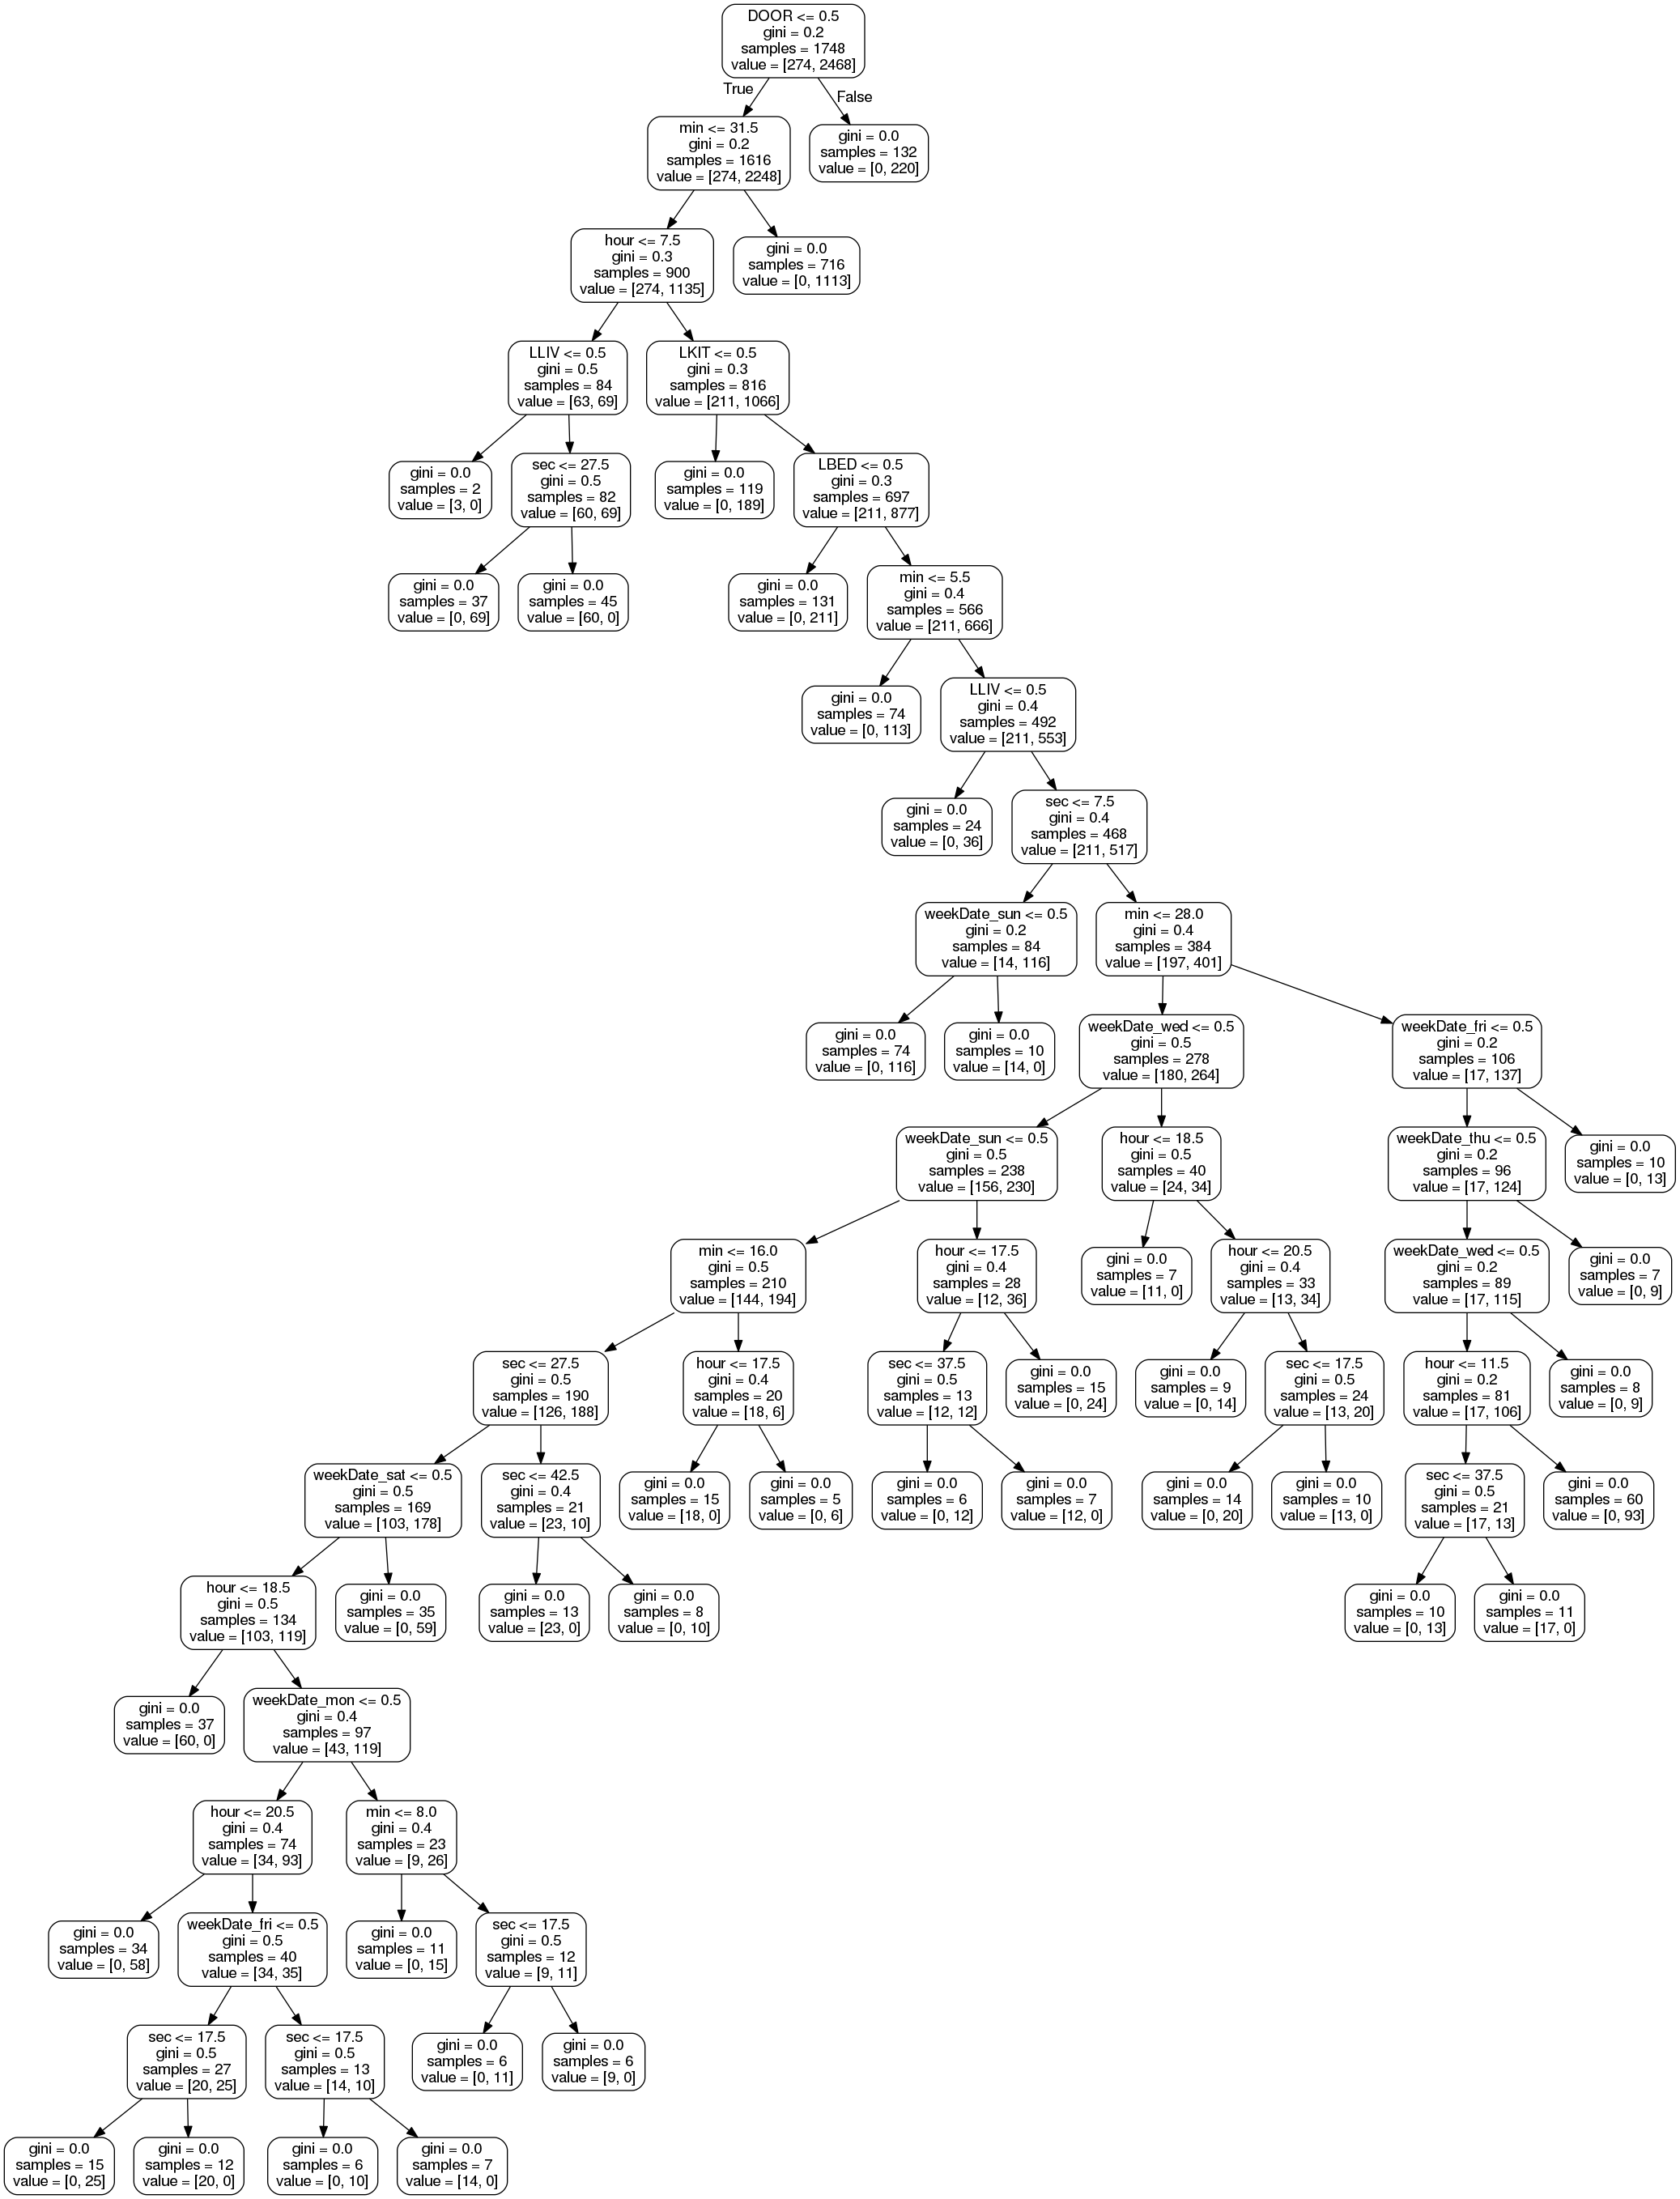 DOOR <= 0.5
gini = 0.2
samples = 1748
value = [274, 2468]
True
False
min <= 31.5
gini = 0.2
samples = 1616
value = [274, 2248]
gini = 0.0
samples = 132
value = [0, 220]
hour <= 7.5
gini = 0.3
samples = 900
value = [274, 1135]
gini = 0.0
samples = 716
value = [0, 1113]
LLIV <= 0.5
gini = 0.5
samples = 84
value = [63, 69]
LKIT <= 0.5
gini = 0.3
samples = 816
value = [211, 1066]
gini = 0.0
samples = 2
value = [3, 0]
sec <= 27.5
gini = 0.5
samples = 82
value = [60, 69]
gini = 0.0
samples = 119
value = [0, 189]
LBED <= 0.5
gini = 0.3
samples = 697
value = [211, 877]
gini = 0.0
samples = 37
value = [0, 69]
gini = 0.0
samples = 45
value = [60, 0]
gini = 0.0
samples = 131
value = [0, 211]
min <= 5.5
gini = 0.4
samples = 566
value = [211, 666]
gini = 0.0
samples = 74
value = [0, 113]
LLIV <= 0.5
gini = 0.4
samples = 492
value = [211, 553]
gini = 0.0
samples = 24
value = [0, 36]
sec <= 7.5
gini = 0.4
samples = 468
value = [211, 517]
weekDate_sun <= 0.5
gini = 0.2
samples = 84
value = [14, 116]
min <= 28.0
gini = 0.4
samples = 384
value = [197, 401]
gini = 0.0
samples = 74
value = [0, 116]
gini = 0.0
samples = 10
value = [14, 0]
weekDate_wed <= 0.5
gini = 0.5
samples = 278
value = [180, 264]
weekDate_fri <= 0.5
gini = 0.2
samples = 106
value = [17, 137]
weekDate_sun <= 0.5
gini = 0.5
samples = 238
value = [156, 230]
hour <= 18.5
gini = 0.5
samples = 40
value = [24, 34]
weekDate_thu <= 0.5
gini = 0.2
samples = 96
value = [17, 124]
gini = 0.0
samples = 10
value = [0, 13]
min <= 16.0
gini = 0.5
samples = 210
value = [144, 194]
hour <= 17.5
gini = 0.4
samples = 28
value = [12, 36]
gini = 0.0
samples = 7
value = [11, 0]
hour <= 20.5
gini = 0.4
samples = 33
value = [13, 34]
weekDate_wed <= 0.5
gini = 0.2
samples = 89
value = [17, 115]
gini = 0.0
samples = 7
value = [0, 9]
sec <= 27.5
gini = 0.5
samples = 190
value = [126, 188]
hour <= 17.5
gini = 0.4
samples = 20
value = [18, 6]
sec <= 37.5
gini = 0.5
samples = 13
value = [12, 12]
gini = 0.0
samples = 15
value = [0, 24]
gini = 0.0
samples = 9
value = [0, 14]
sec <= 17.5
gini = 0.5
samples = 24
value = [13, 20]
hour <= 11.5
gini = 0.2
samples = 81
value = [17, 106]
gini = 0.0
samples = 8
value = [0, 9]
weekDate_sat <= 0.5
gini = 0.5
samples = 169
value = [103, 178]
sec <= 42.5
gini = 0.4
samples = 21
value = [23, 10]
gini = 0.0
samples = 15
value = [18, 0]
gini = 0.0
samples = 5
value = [0, 6]
gini = 0.0
samples = 6
value = [0, 12]
gini = 0.0
samples = 7
value = [12, 0]
gini = 0.0
samples = 14
value = [0, 20]
gini = 0.0
samples = 10
value = [13, 0]
sec <= 37.5
gini = 0.5
samples = 21
value = [17, 13]
gini = 0.0
samples = 60
value = [0, 93]
hour <= 18.5
gini = 0.5
samples = 134
value = [103, 119]
gini = 0.0
samples = 35
value = [0, 59]
gini = 0.0
samples = 13
value = [23, 0]
gini = 0.0
samples = 8
value = [0, 10]
gini = 0.0
samples = 10
value = [0, 13]
gini = 0.0
samples = 11
value = [17, 0]
gini = 0.0
samples = 37
value = [60, 0]
weekDate_mon <= 0.5
gini = 0.4
samples = 97
value = [43, 119]
hour <= 20.5
gini = 0.4
samples = 74
value = [34, 93]
min <= 8.0
gini = 0.4
samples = 23
value = [9, 26]
gini = 0.0
samples = 34
value = [0, 58]
weekDate_fri <= 0.5
gini = 0.5
samples = 40
value = [34, 35]
gini = 0.0
samples = 11
value = [0, 15]
sec <= 17.5
gini = 0.5
samples = 12
value = [9, 11]
sec <= 17.5
gini = 0.5
samples = 27
value = [20, 25]
sec <= 17.5
gini = 0.5
samples = 13
value = [14, 10]
gini = 0.0
samples = 6
value = [0, 11]
gini = 0.0
samples = 6
value = [9, 0]
gini = 0.0
samples = 15
value = [0, 25]
gini = 0.0
samples = 12
value = [20, 0]
gini = 0.0
samples = 6
value = [0, 10]
gini = 0.0
samples = 7
value = [14, 0]